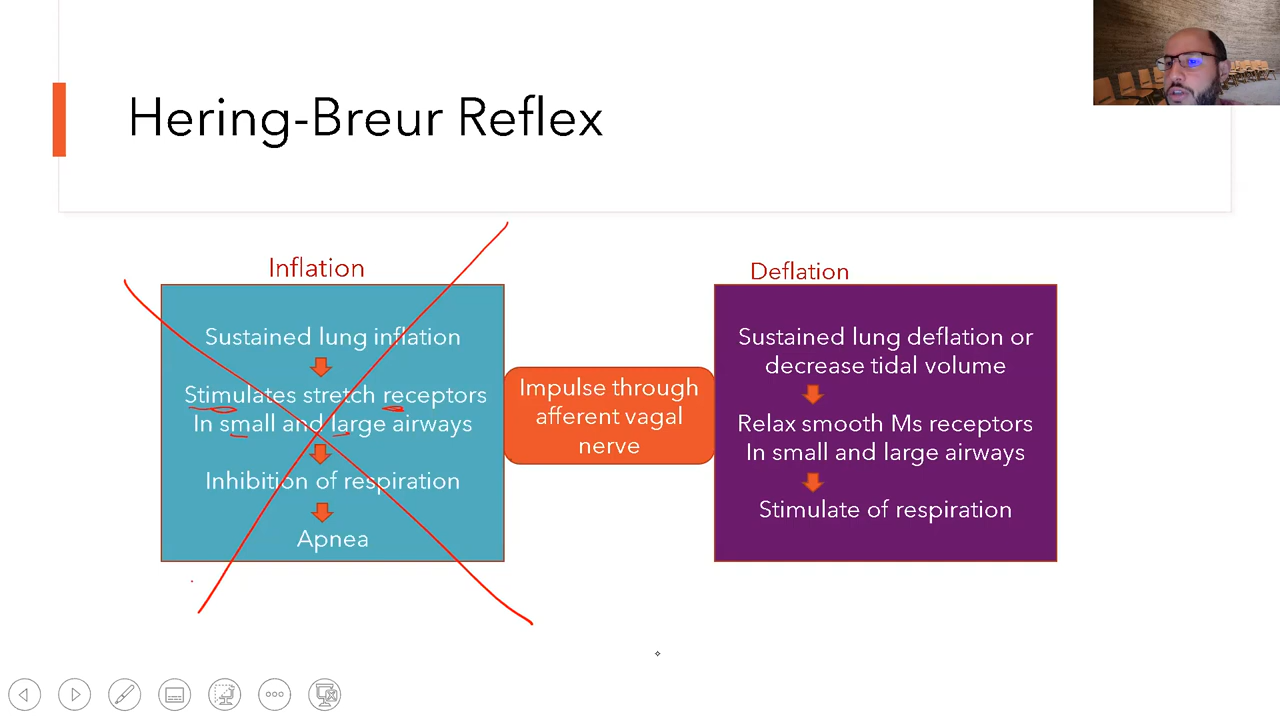 Hering-Breur Reflex
Inflation
Sustained lung inflation
Stimulates stretch receptors
In small and large airways
Inhibition of respiration
Apnea
Impulse through
afferent vagal
nerve
Deflation
Sustained lung deflation or
decrease tidal volume
Relax smooth Ms receptors
In small and large airways
Stimulate of respiration